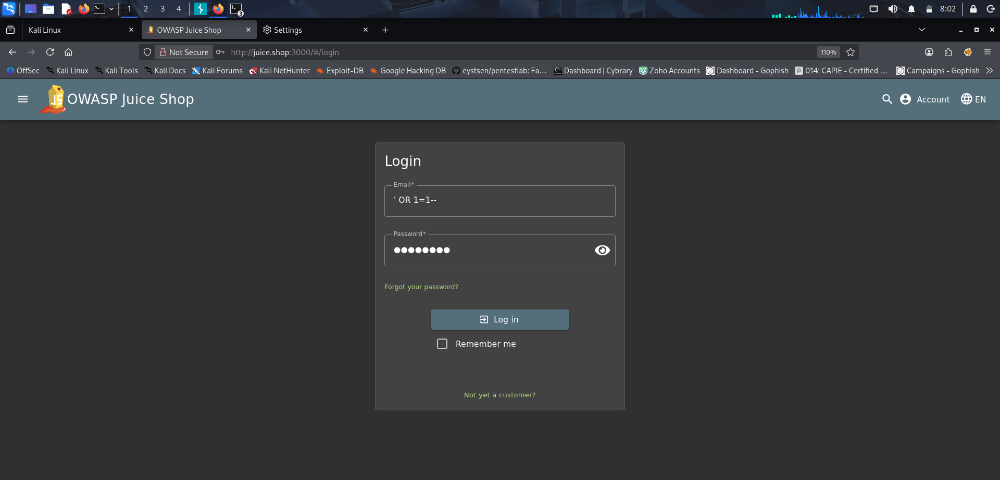 1 2 3 4 3 8:02
Kali Linux OWASP Juice Shop Settings
Not Secure http://juice.shop:3000/#/login 110%
OffSec Kali Linux Kali Tools Kali Docs Kali Forums Kali NetHunter Exploit-DB Google Hacking DB eystsen/pentestlab: Fa… Dashboard | Cybrary Zoho Accounts Dashboard - Gophish 014: CAPIE - Certified … Campaigns - Gophish
JS OWASP Juice Shop Account EN
Login
Email*
' OR 1=1--
Password*
Forgot your password?
Log in
Remember me
Not yet a customer?